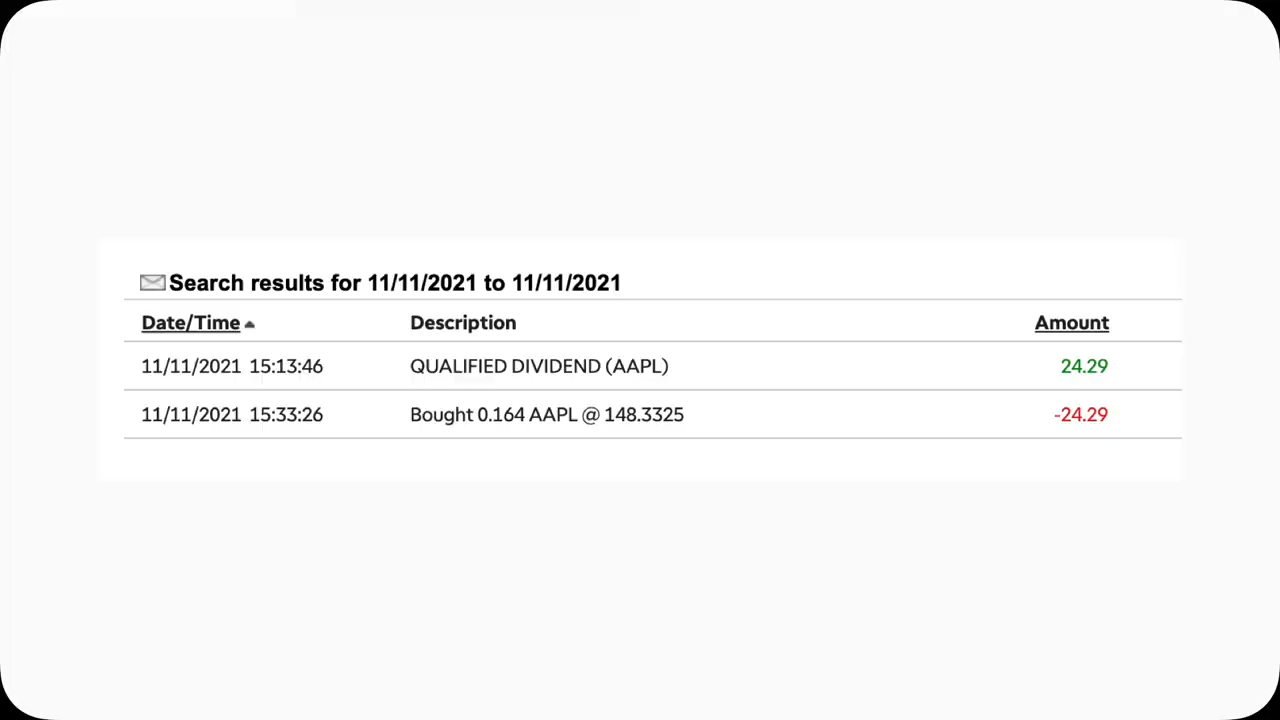 Search results for 11/11/2021 to 11/11/2021
Date/Time Description Amount
11/11/2021 15:13:46 QUALIFIED DIVIDEND (AAPL) 24.29
11/11/2021 15:33:26 Bought 0.164 AAPL @ 148.3325 -24.29